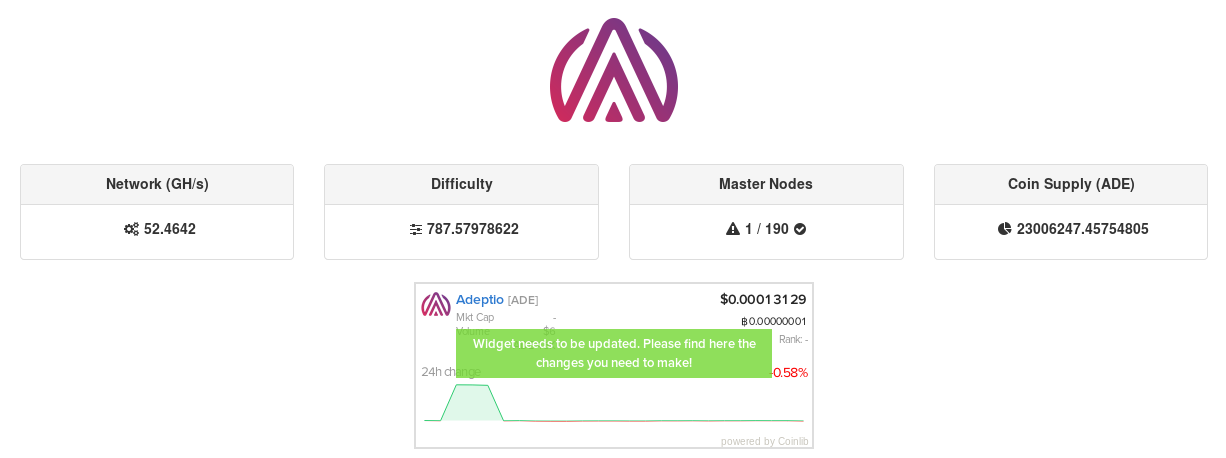 Network (GH/s)
Difficulty
Master Nodes
Coin Supply (ADE)
52.4642
787.57978622
1 / 190
23006247.45754805
Adeptio [ADE]
$0.00013129
Mkt Cap -
฿0.00000001
Volume $6
Rank: -
Widget needs to be updated. Please find here the
changes you need to make!
24h change
-0.58%
powered by Coinlib